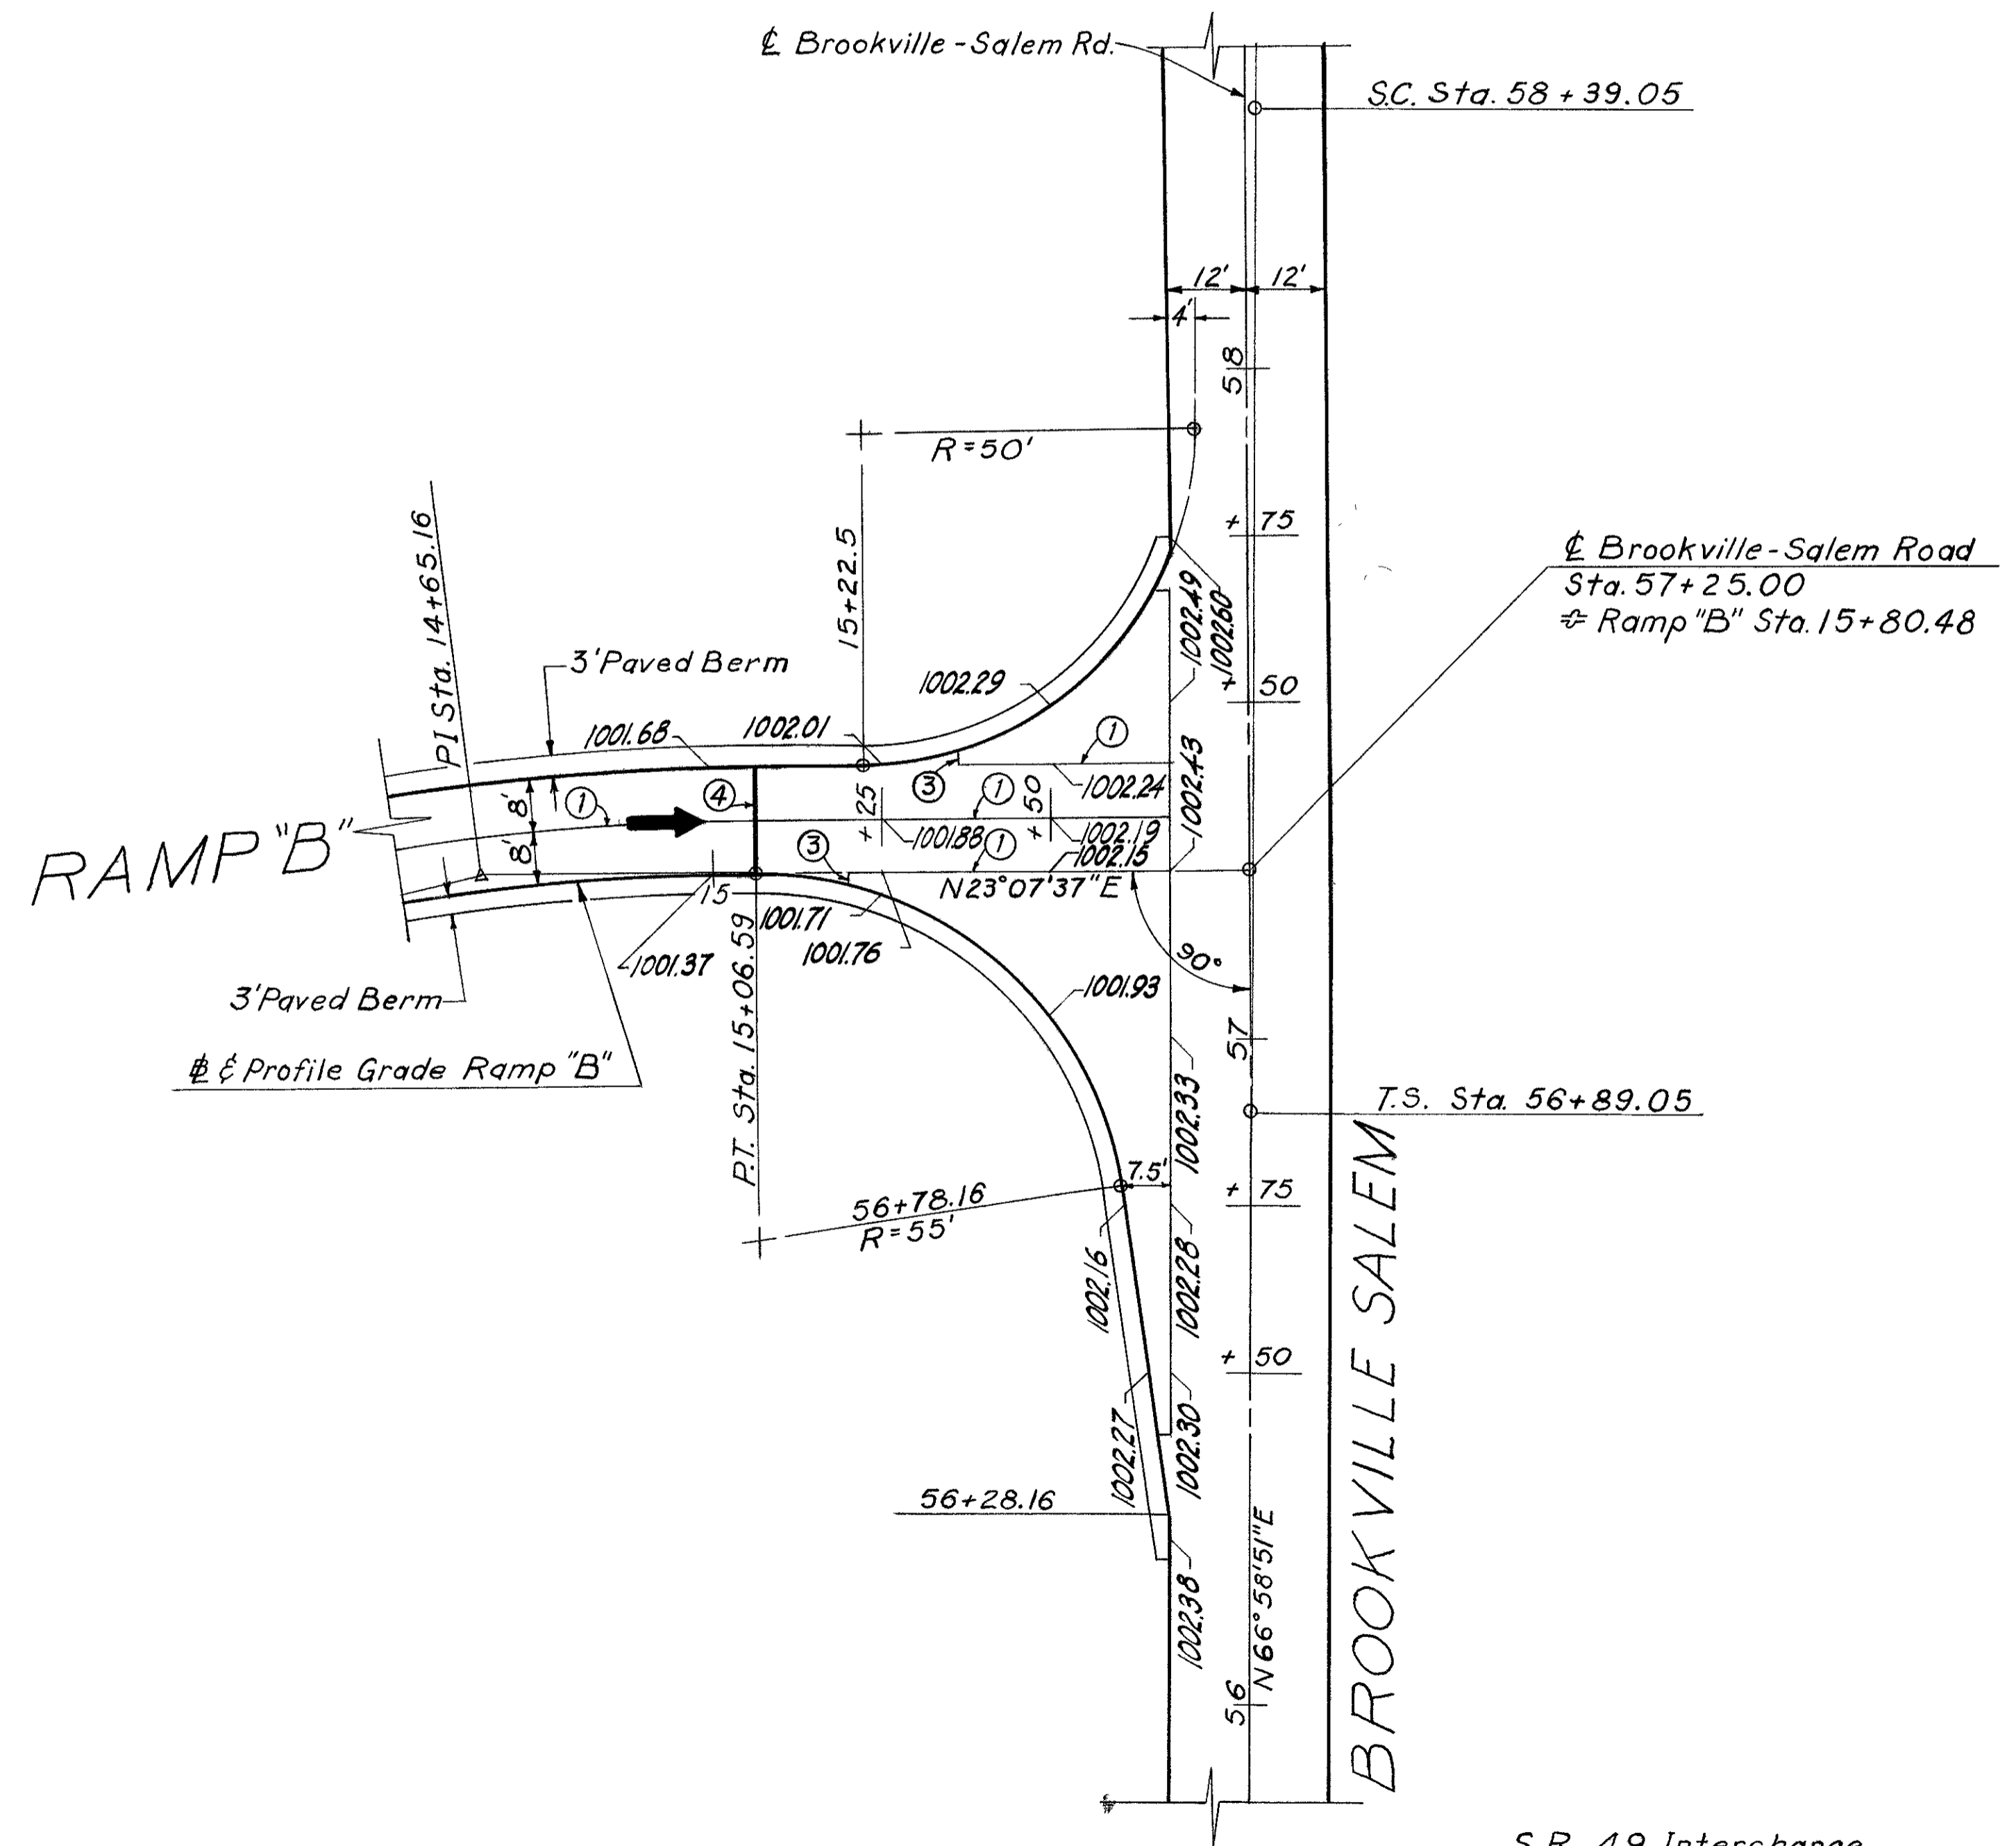 ℄ Brookville-Salem Rd.
S.C. Sta. 58 + 39.05
12'
12'
4'
58
R=50'
+ 75
15+22.5
PI Sta. 14+65.16
℄ Brookville-Salem Road
Sta. 57+25.00
Ramp "B" Sta. 15+80.48
1002.49
1002.60
3' Paved Berm
1002.29
+ 50
1001.68
1002.01
1
3
1002.24
1002.43
4
8'
1
+25
1
+50
RAMP "B"
8'
1001.88
1002.19
3
1
1002.15
N23°07'37"E
15
1001.71
1001.76
1001.37
90°
3' Paved Berm
1001.93
P.T. Sta. 15+06.59
57
& Profile Grade Ramp "B"
1002.33
T.S. Sta. 56+89.05
7.5'
56+78.16
R=55'
+ 75
1002.16
1002.28
+ 50
1002.27
1002.30
56+28.16
1002.38
N66°58'51"E
56
BROOKVILLE SALEM
S.R. 49 Interchange